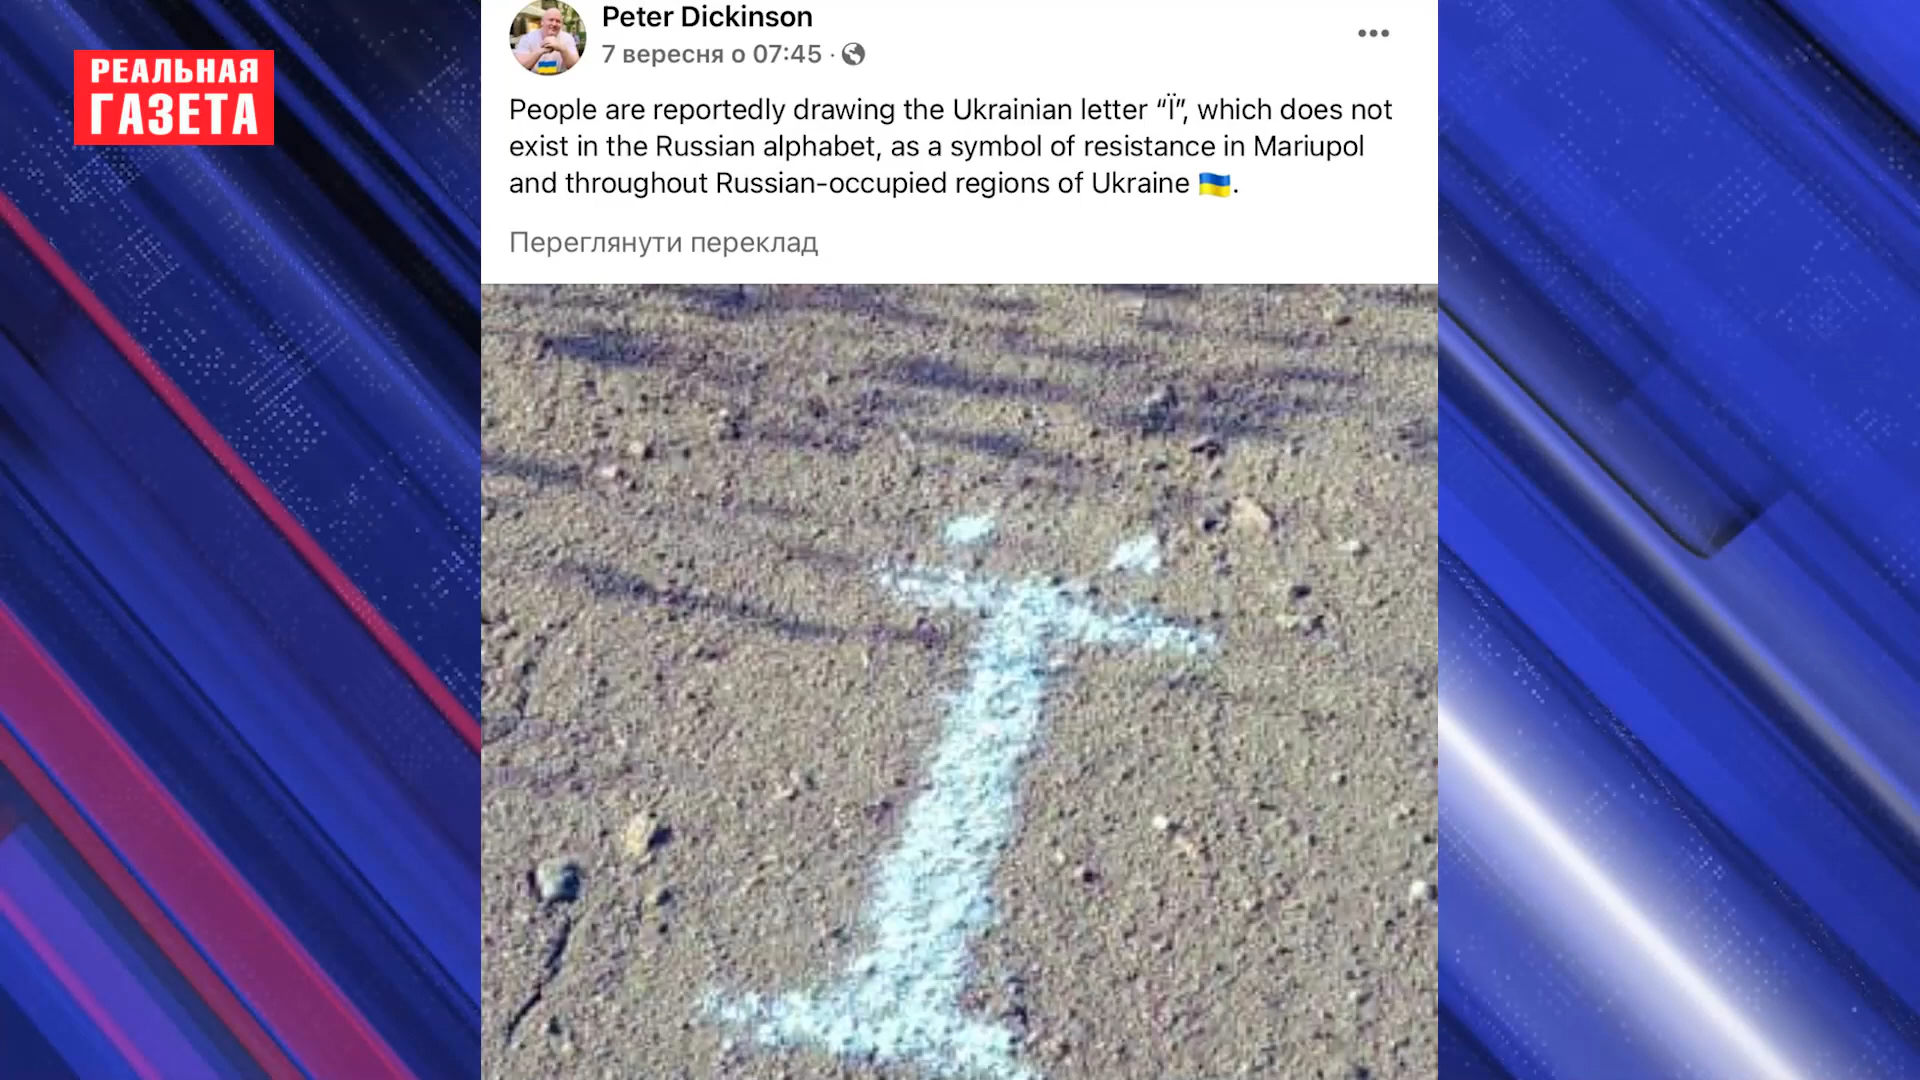 РЕАЛЬНАЯ
ГАЗЕТА
Peter Dickinson
7 вересня о 07:45 ·
People are reportedly drawing the Ukrainian letter “Ї”, which does not
exist in the Russian alphabet, as a symbol of resistance in Mariupol
and throughout Russian-occupied regions of Ukraine 🇺🇦.
Переглянути переклад
Ї